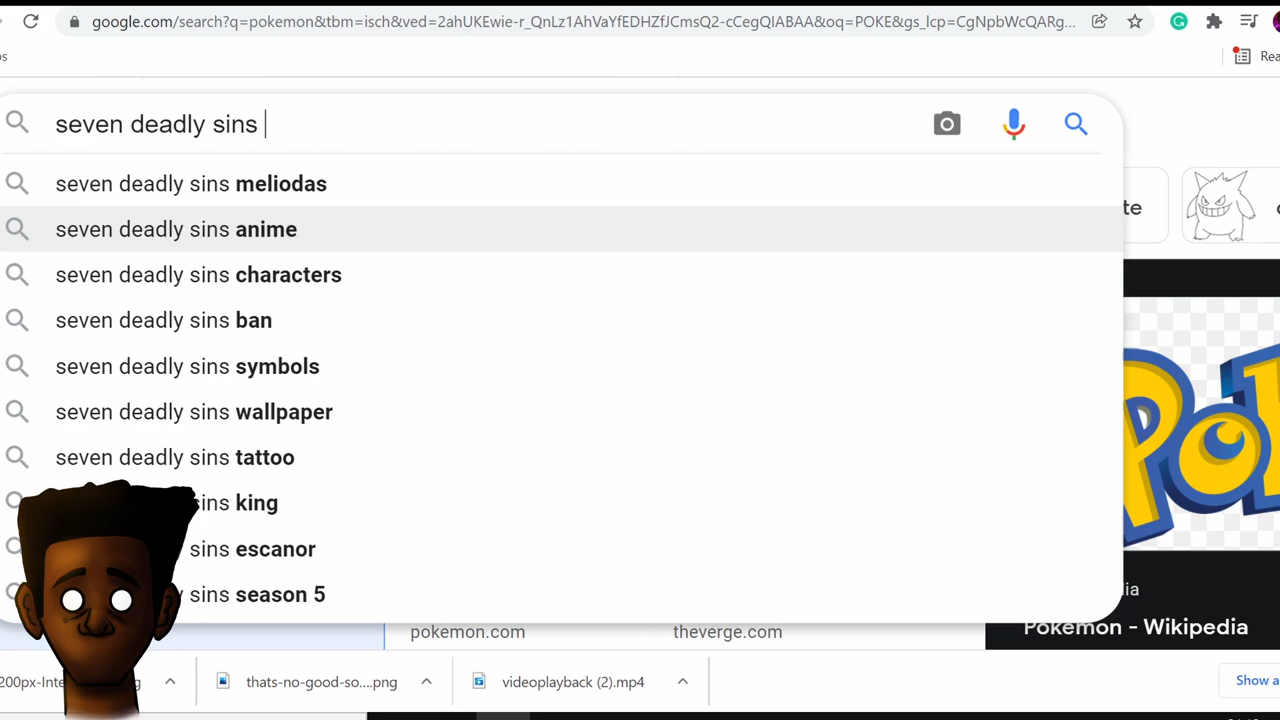 google.com/search?q=pokemon&tbm=isch&ved=2ahUKEwie-r_QnLz1AhVaYfEDHZfJCmsQ2-cCegQIABAA&oq=POKE&gs_lcp=CgNpbWcQARg...
seven deadly sins
seven deadly sins meliodas
seven deadly sins anime
seven deadly sins characters
seven deadly sins ban
seven deadly sins symbols
seven deadly sins wallpaper
seven deadly sins tattoo
sins king
sins escanor
sins season 5
pokemon.com
theverge.com
Pokemon - Wikipedia
thats-no-good-so....png
videoplayback (2).mp4
Show a